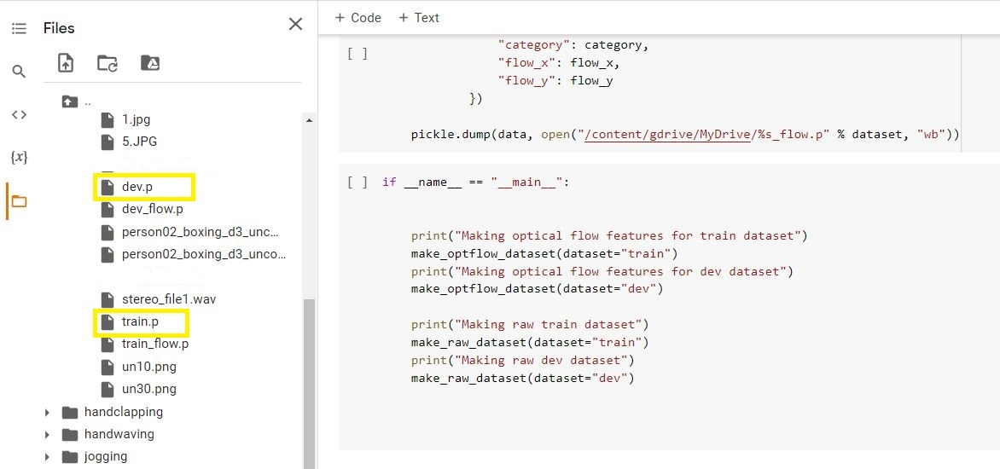 Files
..
1.jpg
5.JPG
dev.p
dev_flow.p
person02_boxing_d3_unc...
person02_boxing_d3_unco...
stereo_file1.wav
train.p
train_flow.p
un10.png
un30.png
handclapping
handwaving
jogging
+ Code + Text
[ ]
"category": category,
"flow_x": flow_x,
"flow_y": flow_y
})
pickle.dump(data, open("/content/gdrive/MyDrive/%s_flow.p" % dataset, "wb"))
[ ] if __name__ == "__main__":
print("Making optical flow features for train dataset")
make_optflow_dataset(dataset="train")
print("Making optical flow features for dev dataset")
make_optflow_dataset(dataset="dev")
print("Making raw train dataset")
make_raw_dataset(dataset="train")
print("Making raw dev dataset")
make_raw_dataset(dataset="dev")